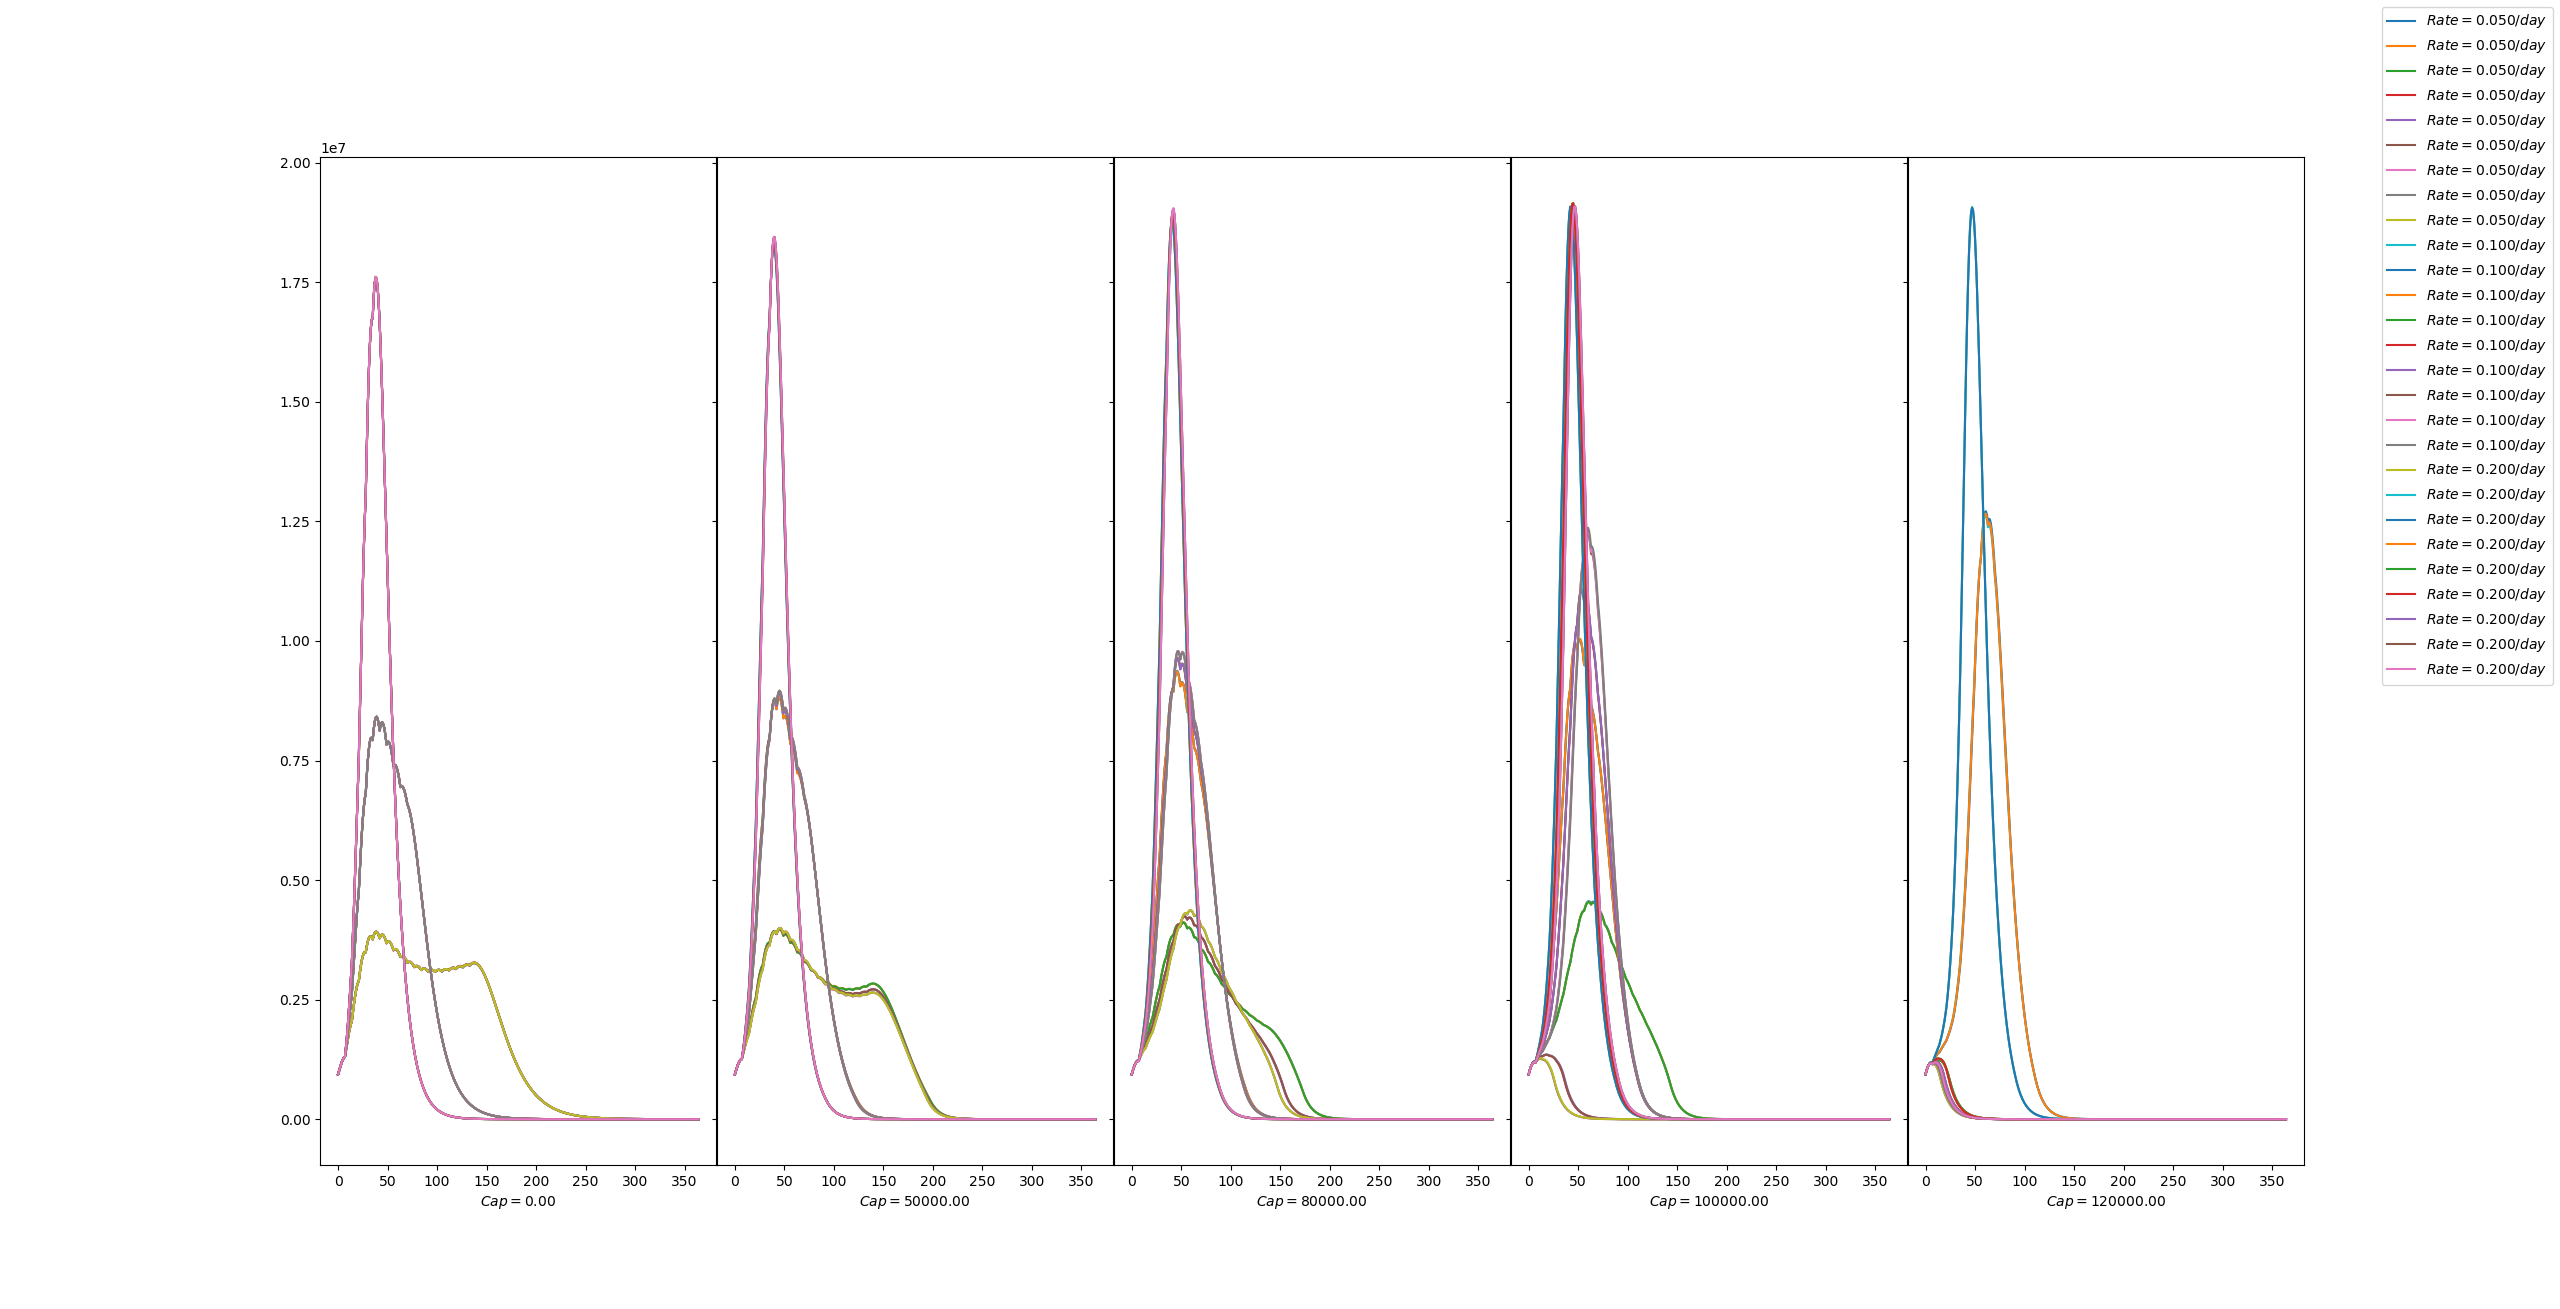 1e7
2.00
1.75
1.50
1.25
1.00
0.75
0.50
0.25
0.00
0 50 100 150 200 250 300 350
Cap = 0.00
0 50 100 150 200 250 300 350
Cap = 50000.00
0 50 100 150 200 250 300 350
Cap = 80000.00
0 50 100 150 200 250 300 350
Cap = 100000.00
0 50 100 150 200 250 300 350
Cap = 120000.00
Rate = 0.050/day
Rate = 0.050/day
Rate = 0.050/day
Rate = 0.050/day
Rate = 0.050/day
Rate = 0.050/day
Rate = 0.050/day
Rate = 0.050/day
Rate = 0.050/day
Rate = 0.100/day
Rate = 0.100/day
Rate = 0.100/day
Rate = 0.100/day
Rate = 0.100/day
Rate = 0.100/day
Rate = 0.100/day
Rate = 0.100/day
Rate = 0.100/day
Rate = 0.200/day
Rate = 0.200/day
Rate = 0.200/day
Rate = 0.200/day
Rate = 0.200/day
Rate = 0.200/day
Rate = 0.200/day
Rate = 0.200/day
Rate = 0.200/day